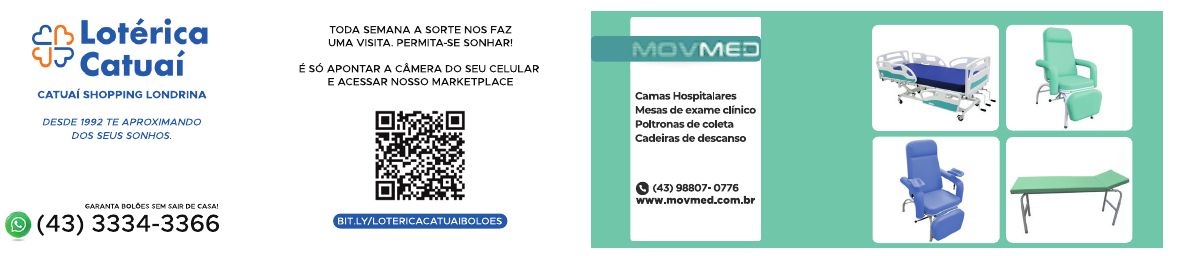 Lotérica
Catuaí
CATUAÍ SHOPPING LONDRINA
DESDE 1992 TE APROXIMANDO
DOS SEUS SONHOS.
GARANTA BOLÕES SEM SAIR DE CASA!
(43) 3334-3366
TODA SEMANA A SORTE NOS FAZ
UMA VISITA. PERMITA-SE SONHAR!
É SÓ APONTAR A CÂMERA DO SEU CELULAR
E ACESSAR NOSSO MARKETPLACE
BIT.LY/LOTERICACATUAIBOLOES
MOVMED
Camas Hospitalares
Mesas de exame clínico
Poltronas de coleta
Cadeiras de descanso
(43) 98807- 0776
www.movmed.com.br